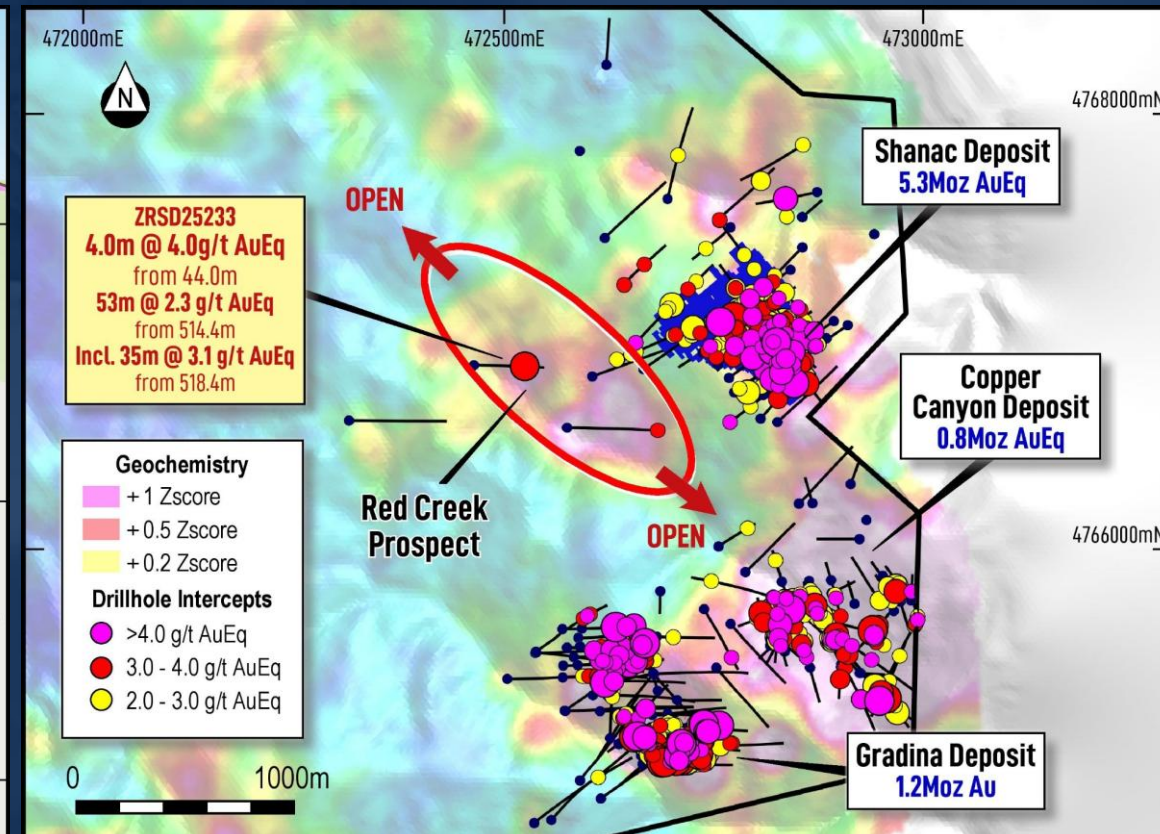 472000mE
472500mE
473000mE
N
4768000mN
Shanac Deposit
5.3Moz AuEq
OPEN
ZRSD25233
4.0m @ 4.0g/t AuEq
from 44.0m
53m @ 2.3 g/t AuEq
from 514.4m
Incl. 35m @ 3.1 g/t AuEq
from 518.4m
Copper
Canyon Deposit
0.8Moz AuEq
Geochemistry
+ 1 Zscore
+ 0.5 Zscore
+ 0.2 Zscore
Drillhole Intercepts
>4.0 g/t AuEq
3.0 - 4.0 g/t AuEq
2.0 - 3.0 g/t AuEq
Red Creek
Prospect
OPEN
4766000mN
Gradina Deposit
1.2Moz Au
0 1000m